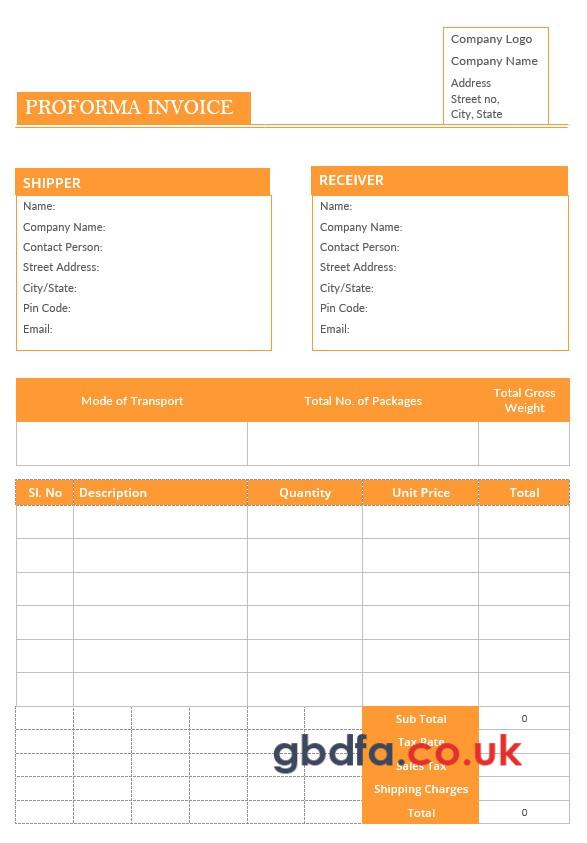 Company Logo
Company Name
Address
Street no,
City, State
PROFORMA INVOICE
SHIPPER
Name:
Company Name:
Contact Person:
Street Address:
City/State:
Pin Code:
Email:
RECEIVER
Name:
Company Name:
Contact Person:
Street Address:
City/State:
Pin Code:
Email:
Mode of Transport
Total No. of Packages
Total Gross
Weight
Sl. No
Description
Quantity
Unit Price
Total
Sub Total
0
Tax Rate
gbdfa.co.uk
Sales Tax
Shipping Charges
Total
0